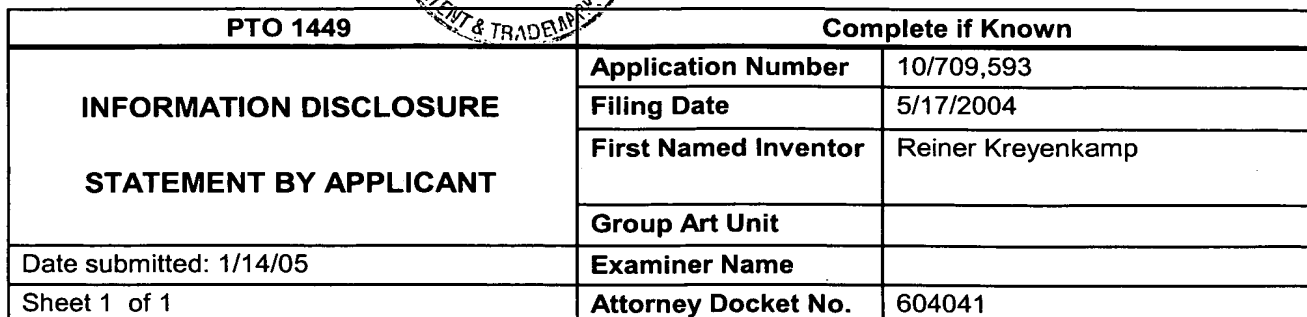 ENT & TRADEMAR
PTO 1449
Complete if Known
INFORMATION DISCLOSURE
STATEMENT BY APPLICANT
Application Number 10/709,593
Filing Date 5/17/2004
First Named Inventor Reiner Kreyenkamp
Group Art Unit
Date submitted: 1/14/05
Examiner Name
Sheet 1 of 1
Attorney Docket No. 604041